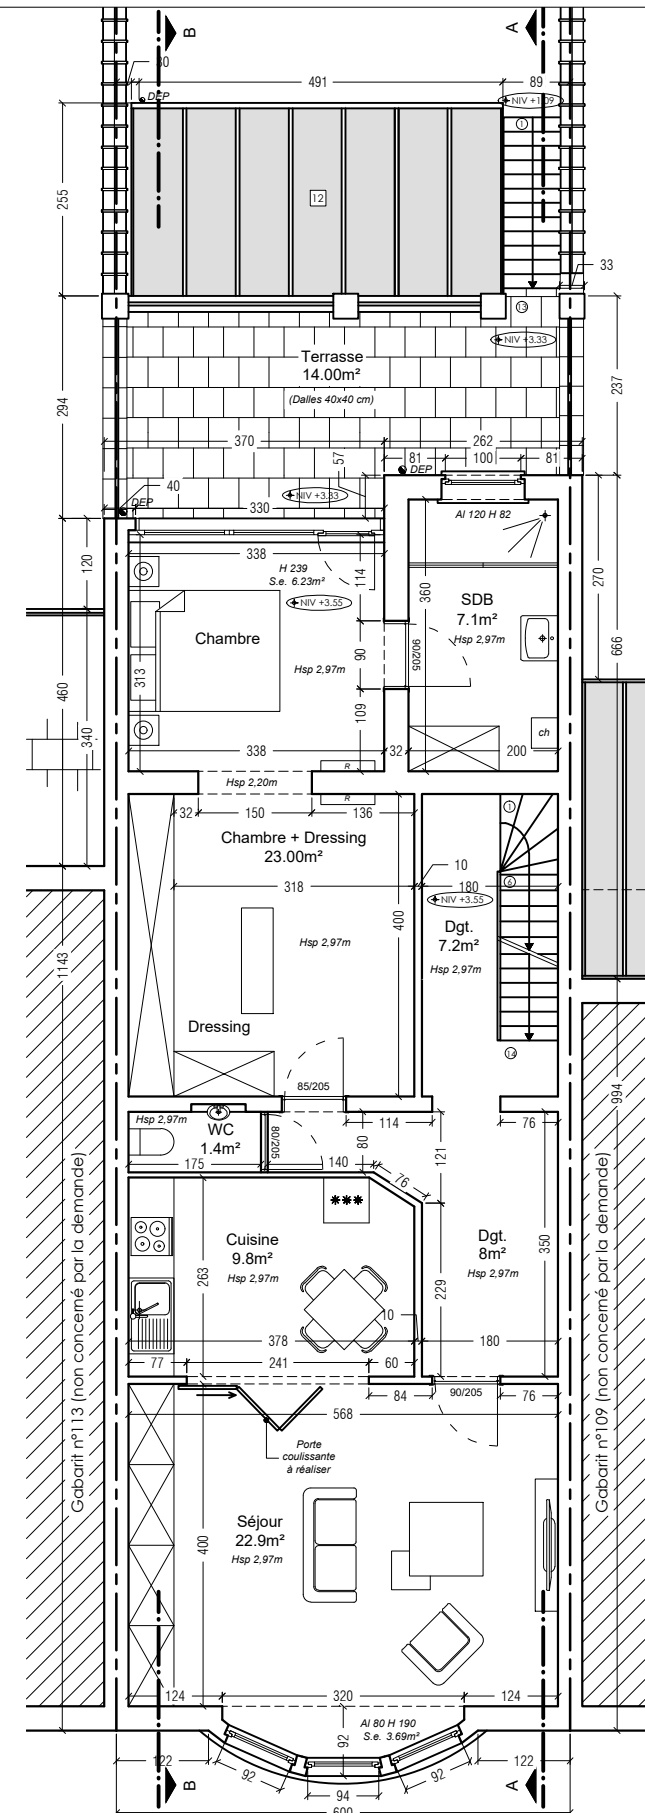 B
A
30
491
89
DEP
NIV +1.09
1
255
12
33
13
NIV +3.33
Terrasse
14.00m²
(Dalles 40x40 cm)
294
237
370
262
57
81
100
81
DEP
40
NIV +3.33
DEP
330
Al 120 H 82
338
H 239
S.e. 6.23m²
114
120
NIV +3.55
360
SDB
7.1m²
Hsp 2,97m
270
Chambre
Hsp 2,97m
90
90/205
666
313
460
340
109
ch
338
32
200
R
Hsp 2,20m
R
32
150
136
1
Chambre + Dressing
23.00m²
10
318
180
6
NIV +3.55
400
Dgt.
7.2m²
Hsp 2,97m
Hsp 2,97m
1143
Dressing
14
85/205
994
Hsp 2,97m
WC
1.4m²
114
76
80/205
80
121
175
140
76
Gabarit n°113 (non concerné par la demande)
Gabarit n°109 (non concerné par la demande)
***
Cuisine
9.8m²
Hsp 2,97m
Dgt.
8m²
Hsp 2,97m
350
263
229
10
378
180
77
241
60
84
90/205
76
568
Porte
coulissante
à réaliser
Séjour
22.9m²
Hsp 2,97m
400
124
320
124
Al 80 H 190
S.e. 3.69m²
92
122
92
94
92
122
B
A
600